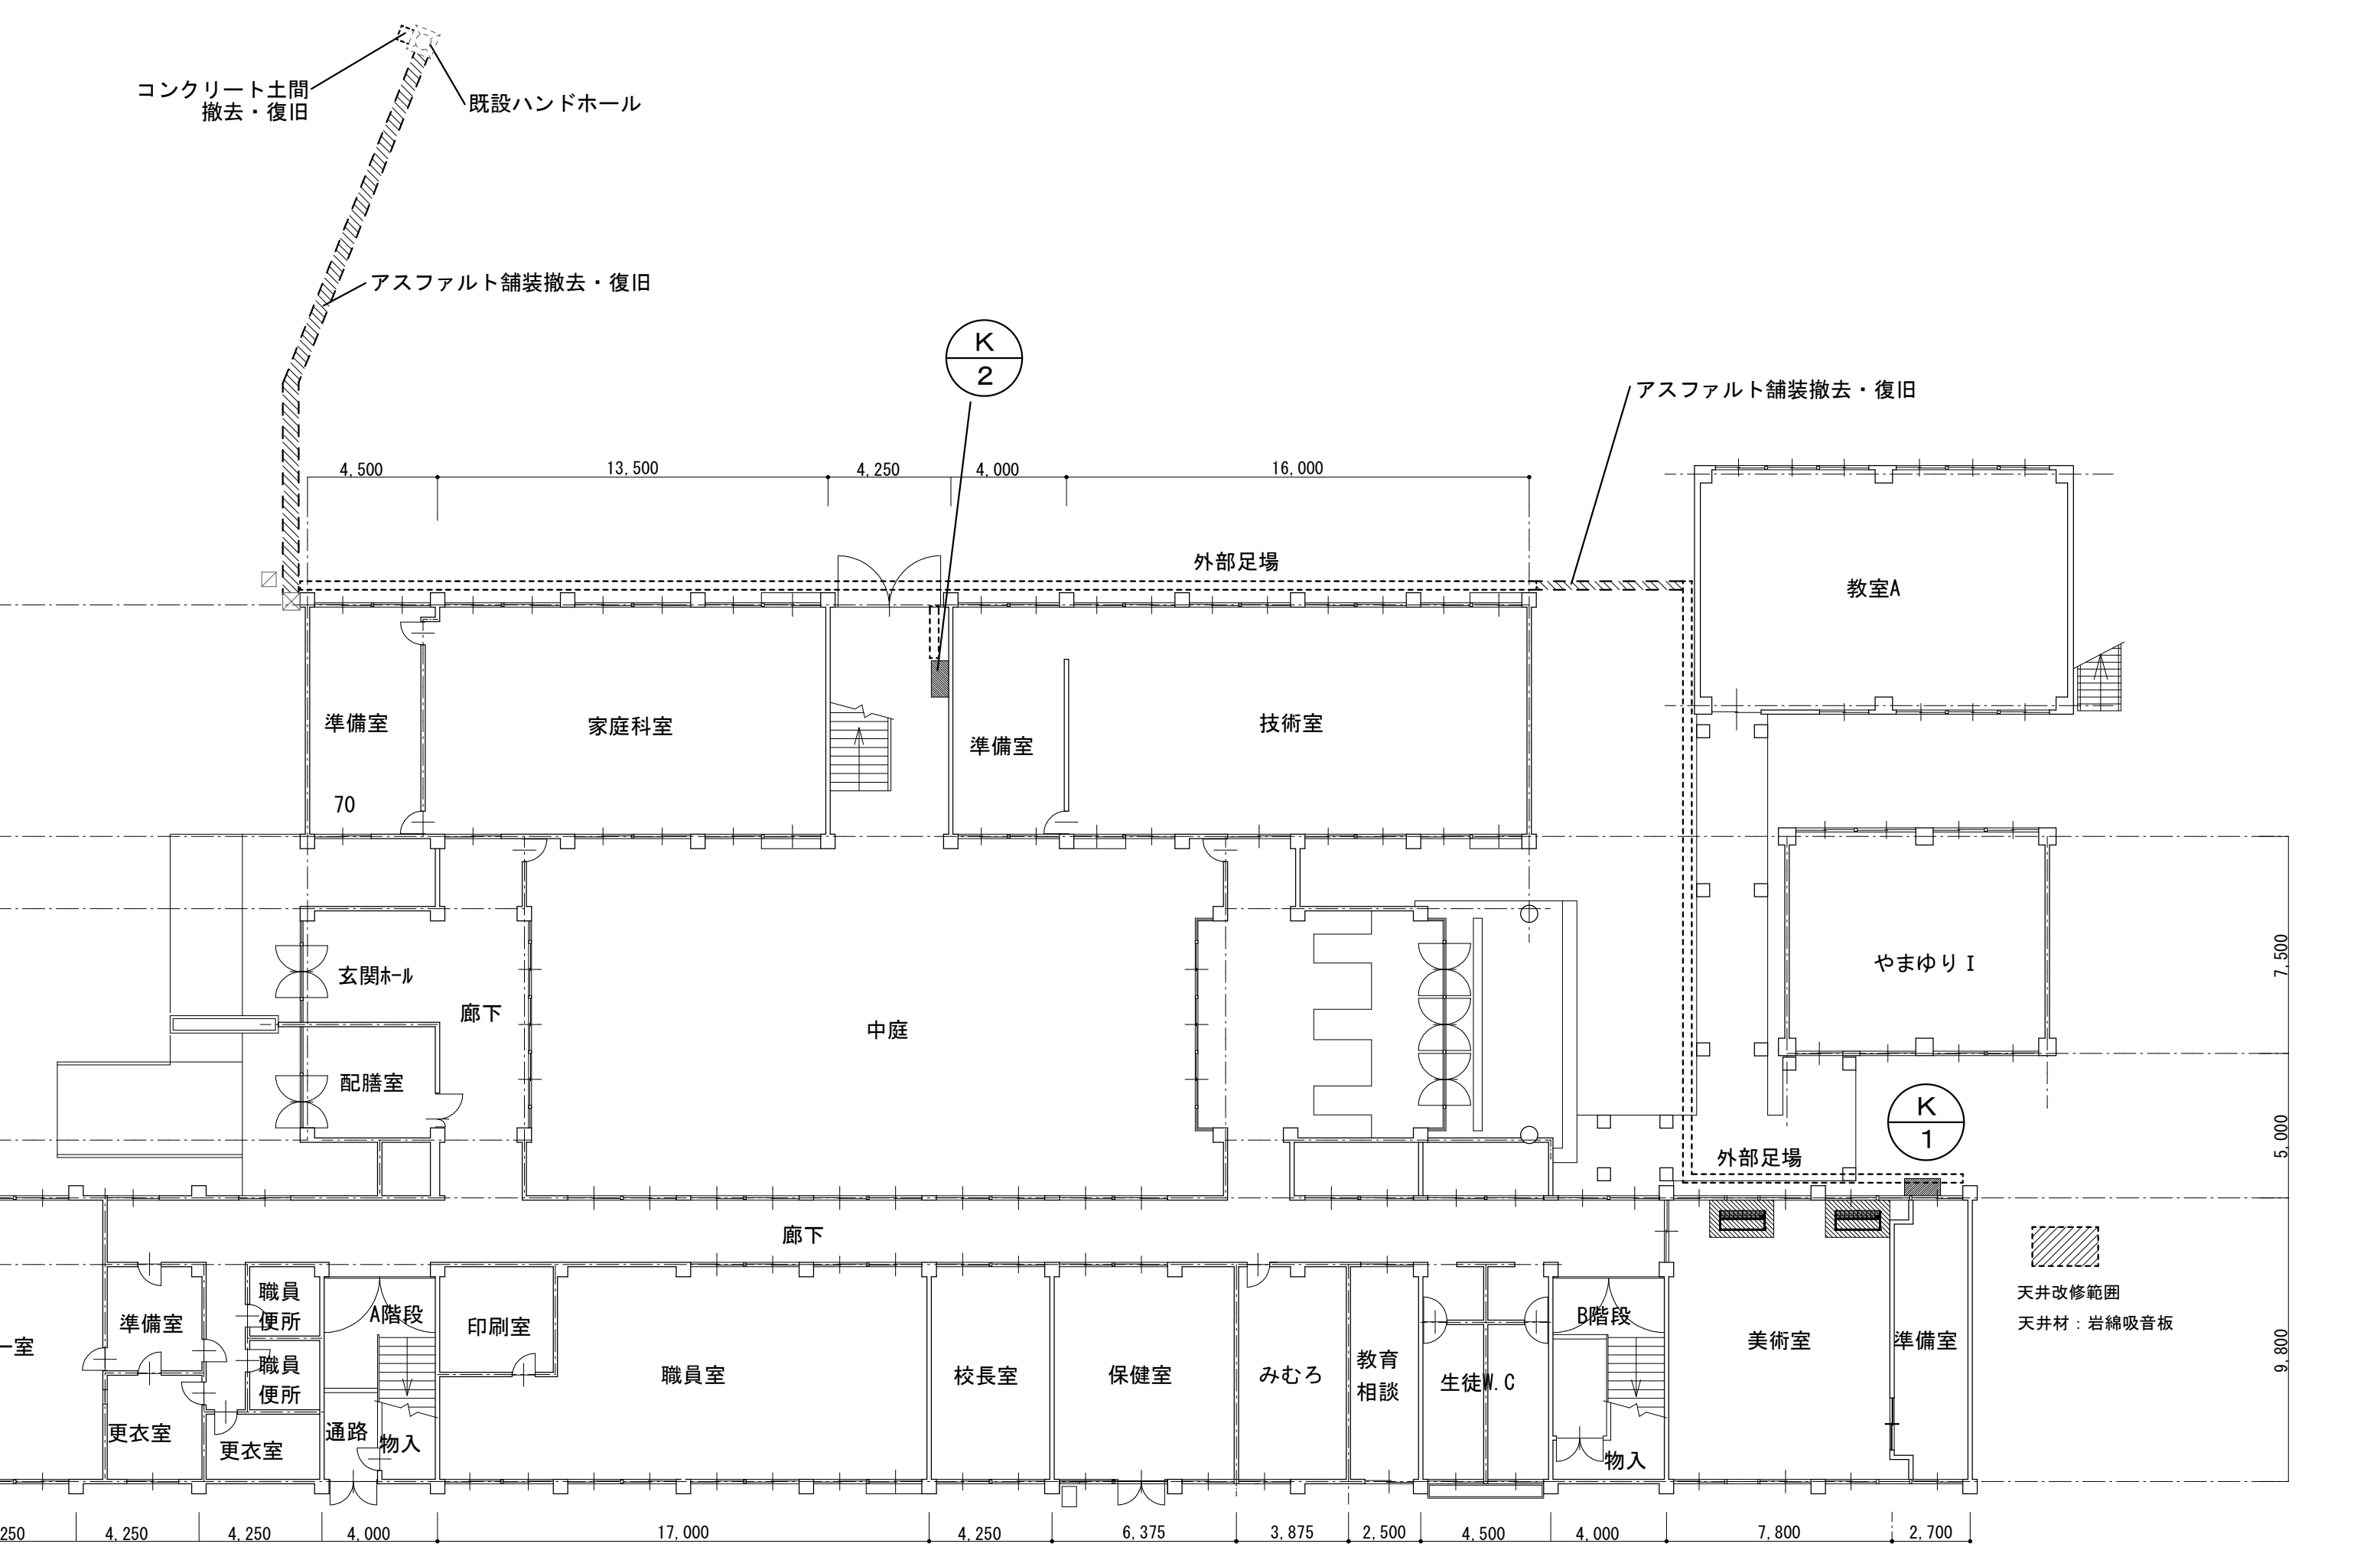 コンクリート土間
撤去・復旧
既設ハンドホール
アスファルト舗装撤去・復旧
K
2
アスファルト舗装撤去・復旧
4,500
13,500
4,250
4,000
16,000
外部足場
教室A
準備室
家庭科室
準備室
技術室
70
玄関ホール
廊下
中庭
やまゆりⅠ
7,500
配膳室
K
1
5,000
外部足場
廊下
職員
便所
A階段
準備室
印刷室
B階段
天井改修範囲
天井材：岩綿吸音板
ー室
職員
便所
職員室
校長室
保健室
みむろ
教育
相談
生徒W.C
美術室
準備室
9,800
更衣室
更衣室
通路
物入
物入
250
4,250
4,250
4,000
17,000
4,250
6,375
3,875
2,500
4,500
4,000
7,800
2,700